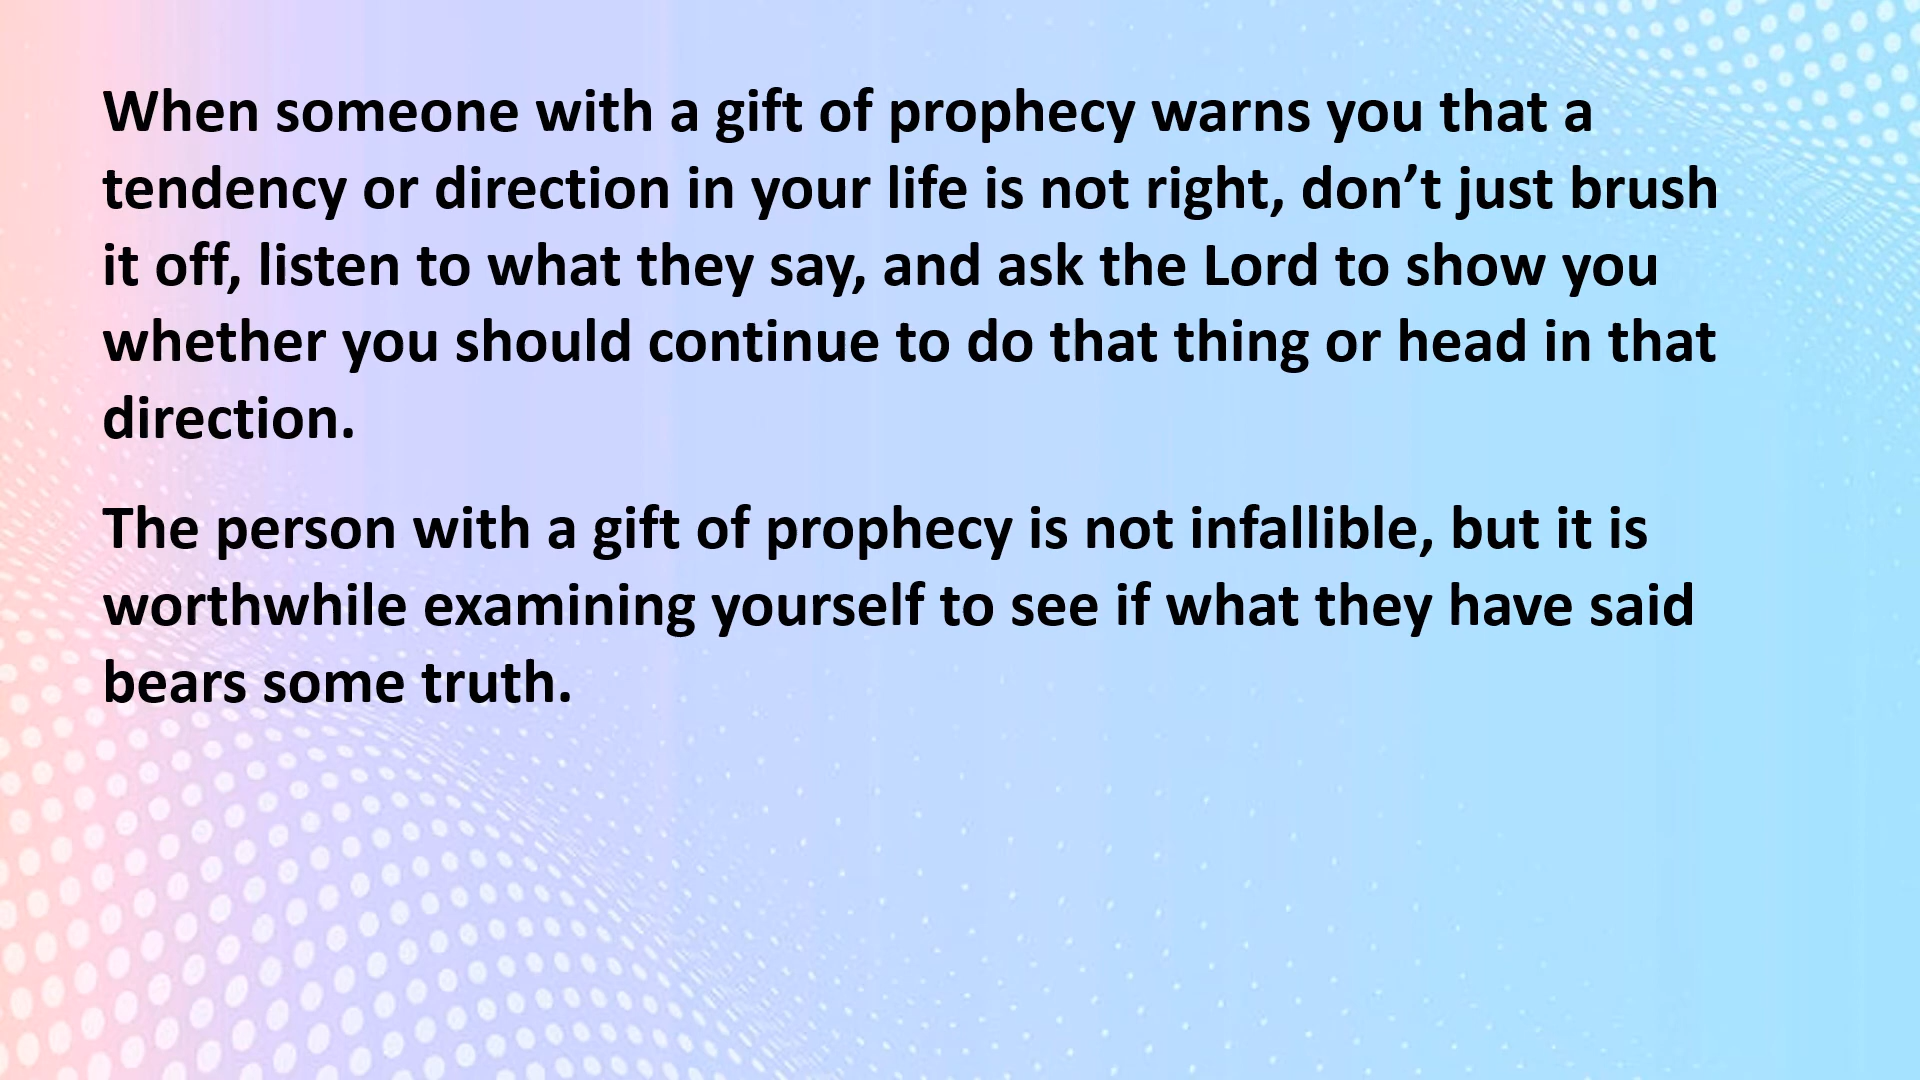 When someone with a gift of prophecy warns you that a
tendency or direction in your life is not right, don’t just brush
it off, listen to what they say, and ask the Lord to show you
whether you should continue to do that thing or head in that
direction.
The person with a gift of prophecy is not infallible, but it is
worthwhile examining yourself to see if what they have said
bears some truth.